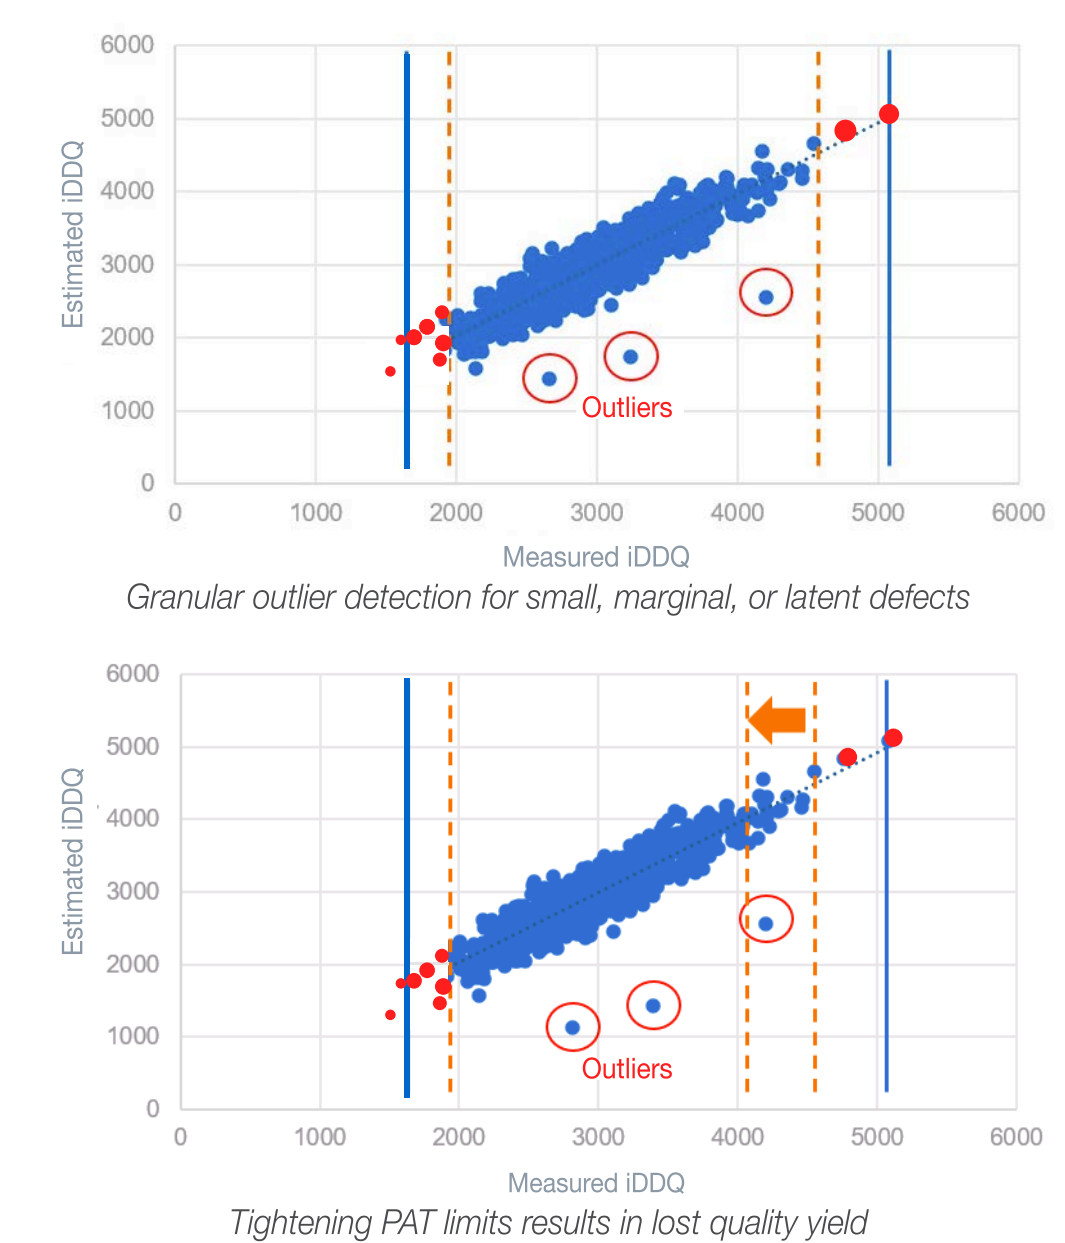 6000
5000
4000
3000
2000
1000
0
Estimated iDDQ
Outliers
0 1000 2000 3000 4000 5000 6000
Measured iDDQ
Granular outlier detection for small, marginal, or latent defects
6000
5000
4000
3000
2000
1000
0
Estimated iDDQ
Outliers
0 1000 2000 3000 4000 5000 6000
Measured iDDQ
Tightening PAT limits results in lost quality yield